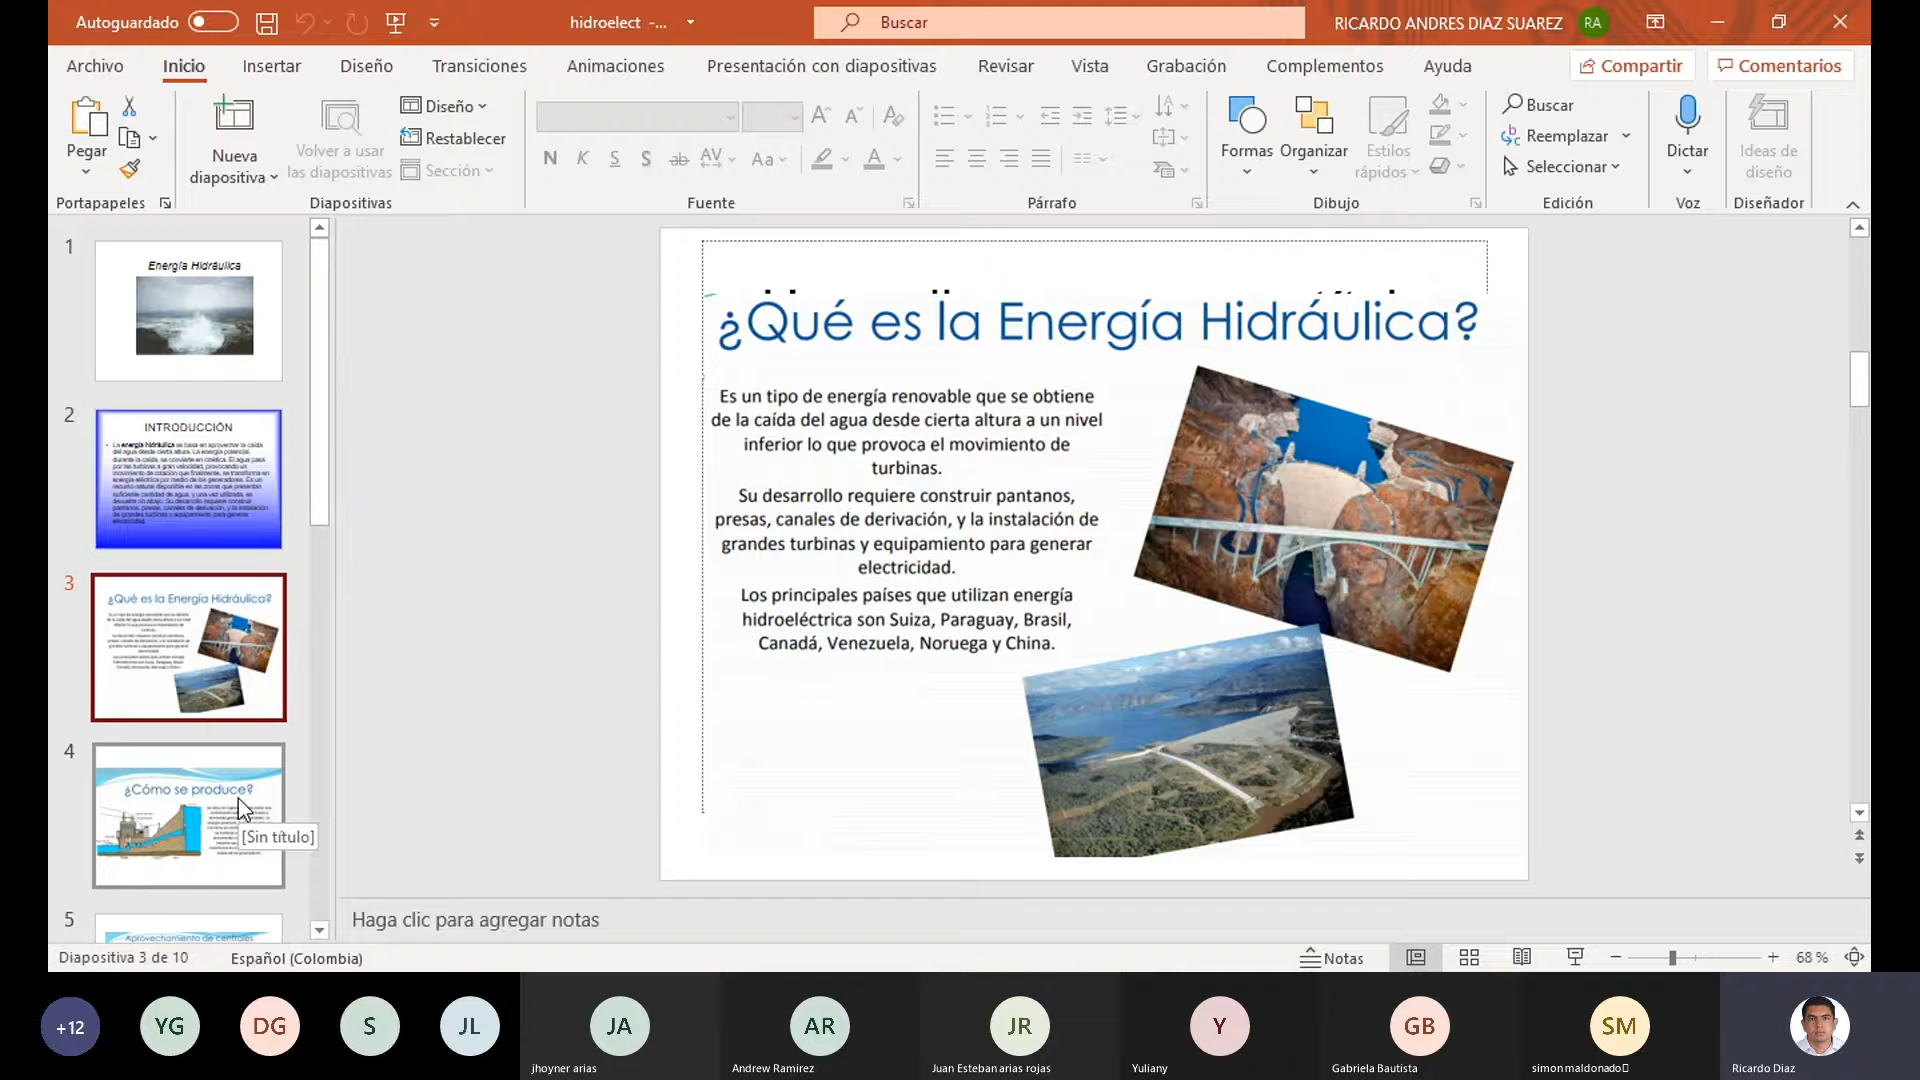 Autoguardado
hidroelect -...
Buscar
RICARDO ANDRES DIAZ SUAREZ
RA
Archivo
Inicio
Insertar
Diseño
Transiciones
Animaciones
Presentación con diapositivas
Revisar
Vista
Grabación
Complementos
Ayuda
Compartir
Comentarios
Pegar
Nueva
diapositiva
Volver a usar
las diapositivas
Diseño
Restablecer
Sección
N K S S ab AV Aa A
Formas
Organizar
Estilos
rápidos
Buscar
Reemplazar
Seleccionar
Dictar
Ideas de
diseño
Portapapeles
Diapositivas
Fuente
Párrafo
Dibujo
Edición
Voz
Diseñador
1
Energía Hidráulica
2
INTRODUCCIÓN
3
¿Qué es la Energía Hidráulica?
4
¿Cómo se produce?
[Sin título]
5
Aprovechamiento de centrales
¿Qué es la Energía Hidráulica?
Es un tipo de energía renovable que se obtiene
de la caída del agua desde cierta altura a un nivel
inferior lo que provoca el movimiento de
turbinas.
Su desarrollo requiere construir pantanos,
presas, canales de derivación, y la instalación de
grandes turbinas y equipamiento para generar
electricidad.
Los principales países que utilizan energía
hidroeléctrica son Suiza, Paraguay, Brasil,
Canadá, Venezuela, Noruega y China.
Haga clic para agregar notas
Diapositiva 3 de 10
Español (Colombia)
Notas
68 %
+12
YG
DG
S
JL
JA
jhoyner arias
AR
Andrew Ramirez
JR
Juan Esteban arias rojas
Y
Yuliany
GB
Gabriela Bautista
SM
simon maldonado
Ricardo Diaz